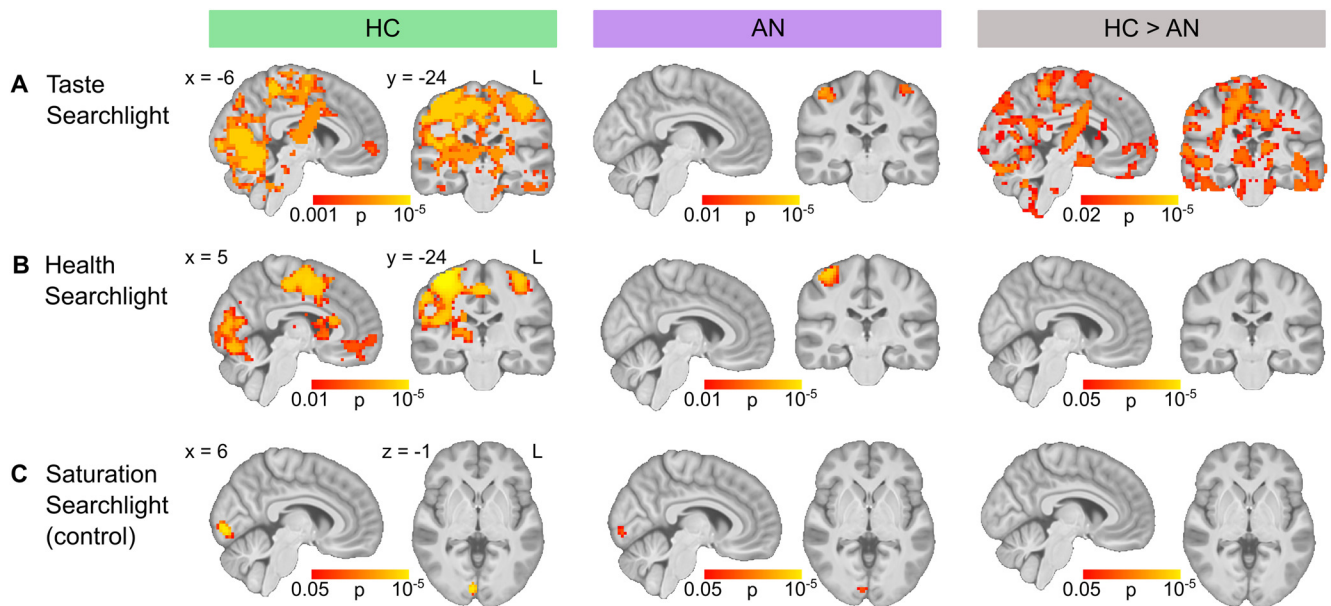 HC
AN
HC > AN
A Taste
Searchlight
x = -6
y = -24
L
0.001 p 10-5
0.01 p 10-5
0.02 p 10-5
B Health
Searchlight
x = 5
y = -24
L
0.01 p 10-5
0.05 p 10-5
0.05 p 10-5
C Saturation
Searchlight
(control)
x = 6
z = -1
L
0.05 p 10-5
0.05 p 10-5
0.05 p 10-5